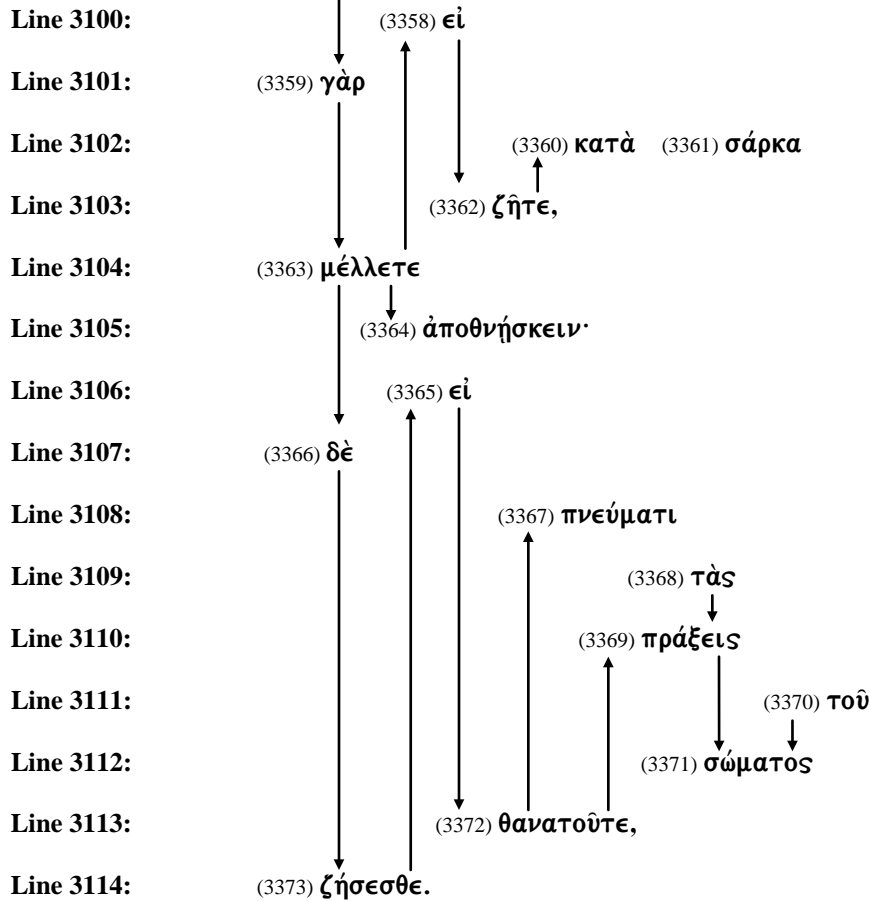 Line 3100: (3358) εἰ
Line 3101: (3359) γὰρ
Line 3102: (3360) κατὰ (3361) σάρκα
Line 3103: (3362) ζῆτε,
Line 3104: (3363) μέλλετε
Line 3105: (3364) ἀποθνῄσκειν·
Line 3106: (3365) εἰ
Line 3107: (3366) δὲ
Line 3108: (3367) πνεύματι
Line 3109: (3368) τὰς
Line 3110: (3369) πράξεις
Line 3111: (3370) τοῦ
Line 3112: (3371) σώματος
Line 3113: (3372) θανατοῦτε,
Line 3114: (3373) ζήσεσθε.